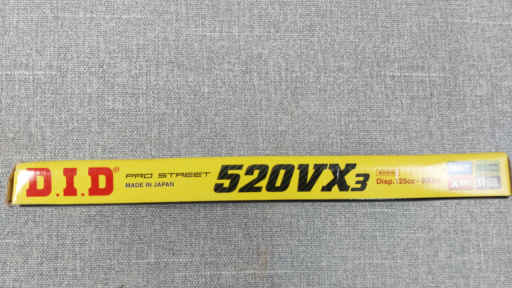 D.I.D®
PRO STREET
MADE IN JAPAN
520VX3